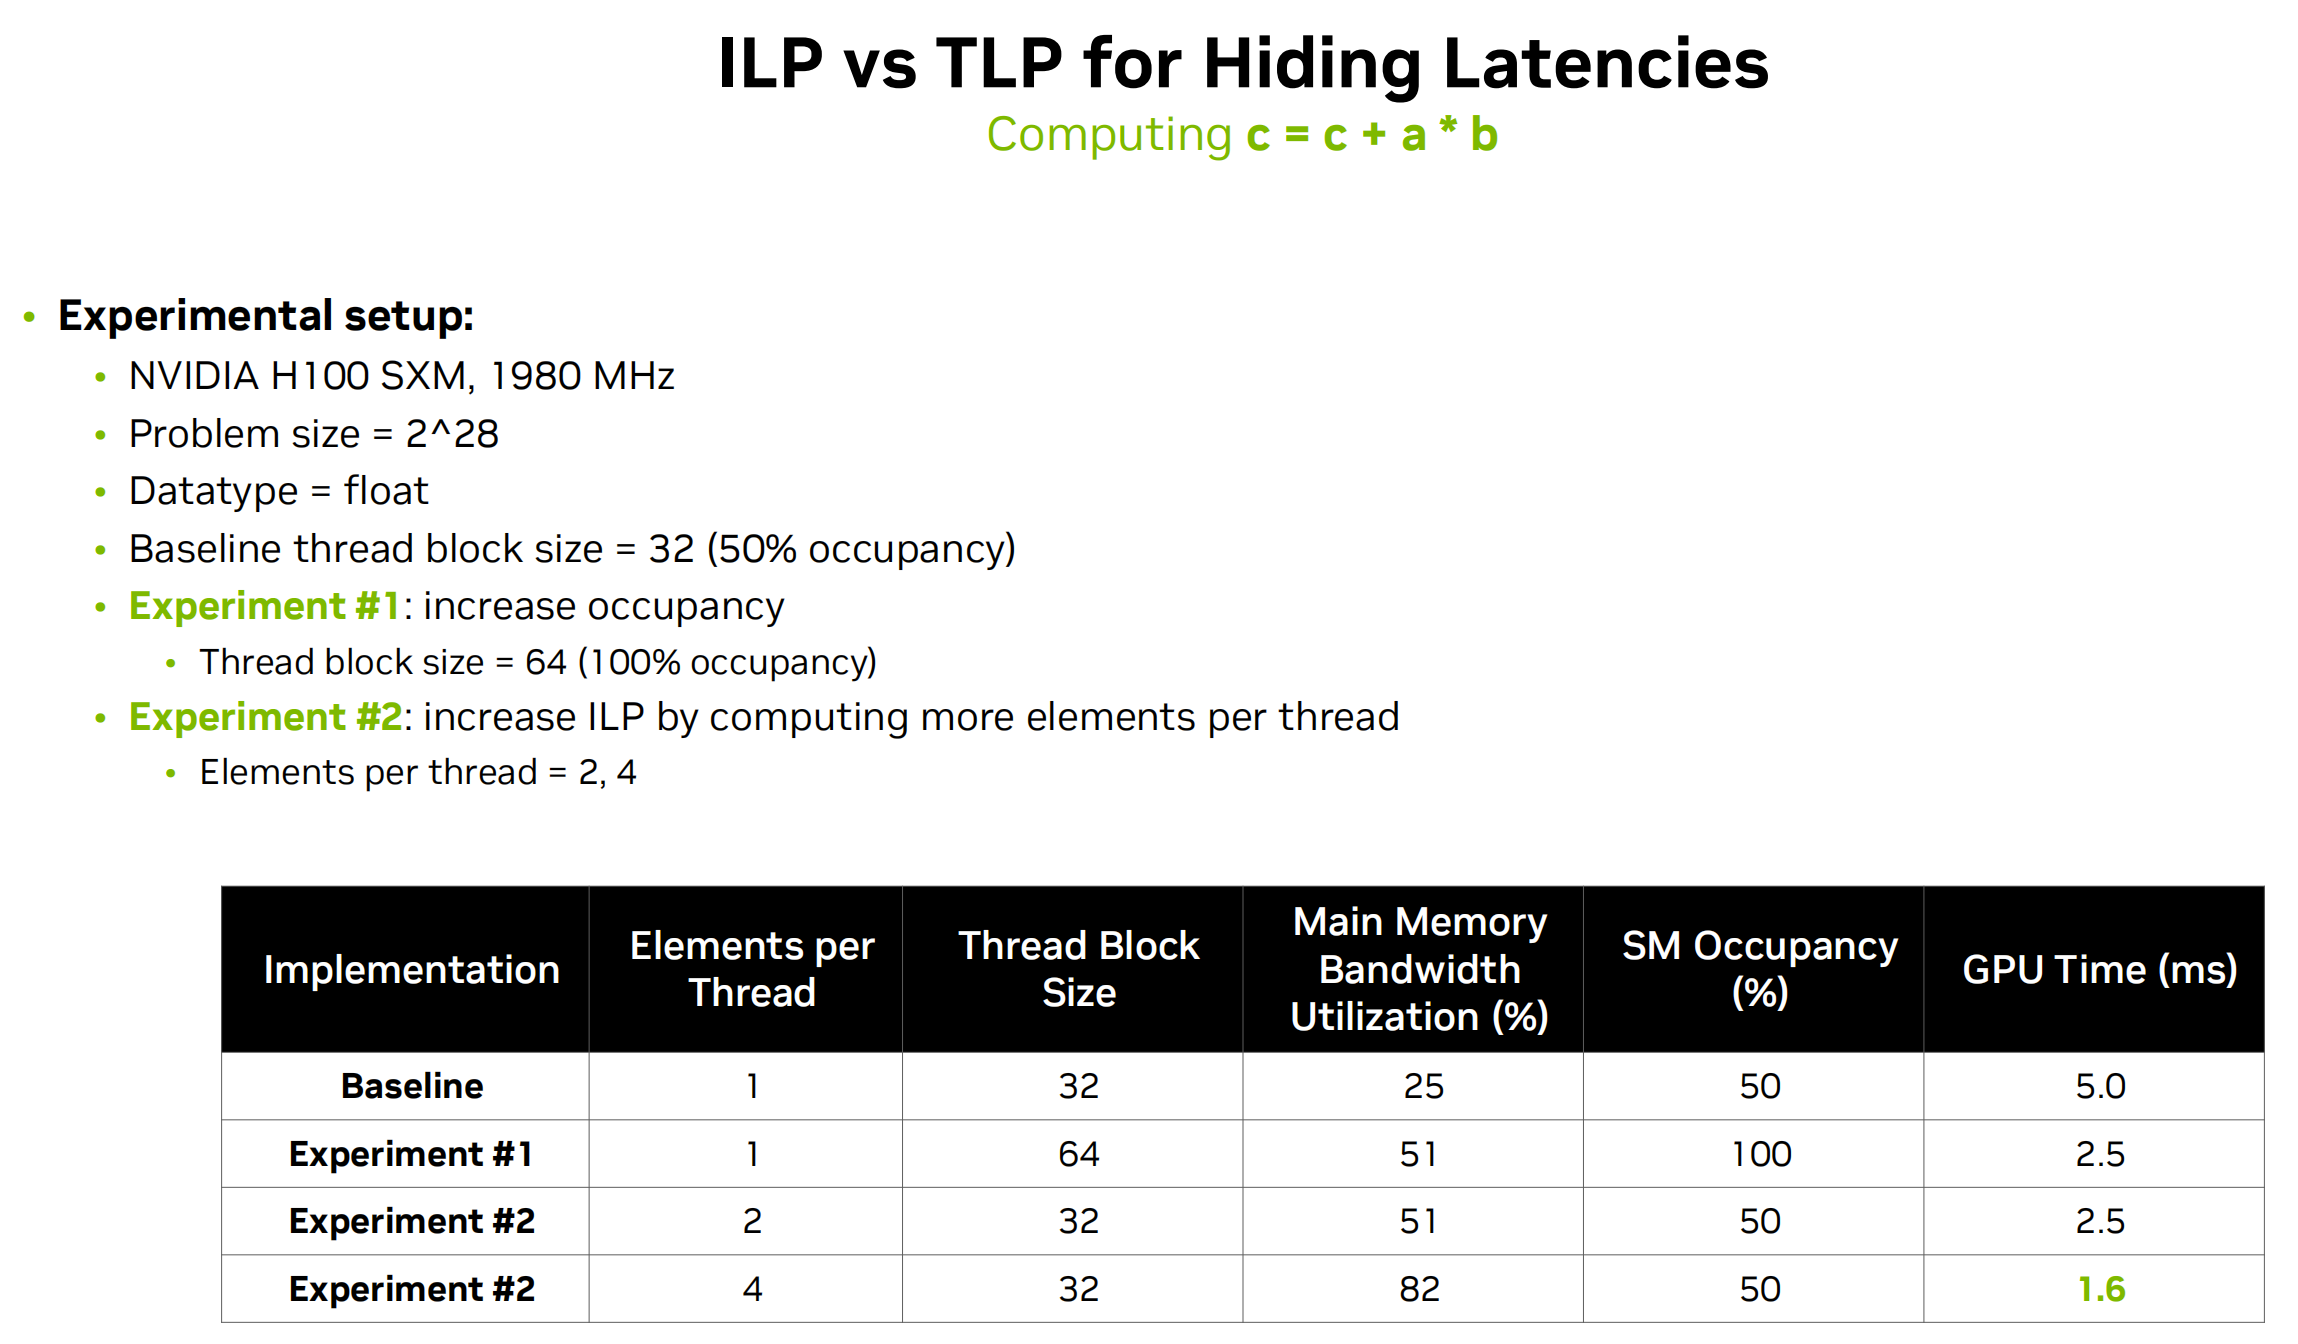 ILP vs TLP for Hiding Latencies
Computing c = c + a * b
• Experimental setup:
• NVIDIA H100 SXM, 1980 MHz
• Problem size = 2^28
• Datatype = float
• Baseline thread block size = 32 (50% occupancy)
• Experiment #1: increase occupancy
• Thread block size = 64 (100% occupancy)
• Experiment #2: increase ILP by computing more elements per thread
• Elements per thread = 2, 4
Implementation
Elements per
Thread
Thread Block
Size
Main Memory
Bandwidth
Utilization (%)
SM Occupancy
(%)
GPU Time (ms)
Baseline 1 32 25 50 5.0
Experiment #1 1 64 51 100 2.5
Experiment #2 2 32 51 50 2.5
Experiment #2 4 32 82 50 1.6